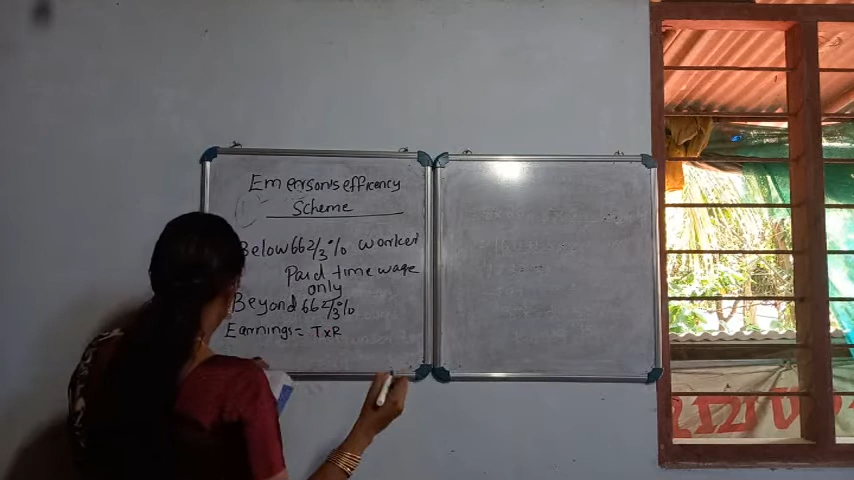 Emerson's efficency
Scheme
Below 66 2/3 % worker
Paid time wage
only
Beyond 66 2/3 %
Earnings = T x R